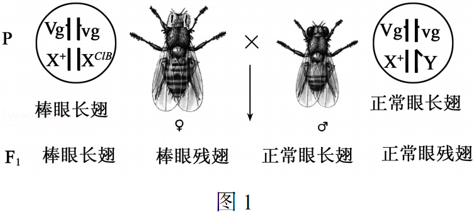 P
Vg vg
X⁺ X^ClB
×
Vg vg
X⁺ Y
棒眼长翅
♀
♂
正常眼长翅
F₁ 棒眼长翅 棒眼残翅 正常眼长翅 正常眼残翅
图 1